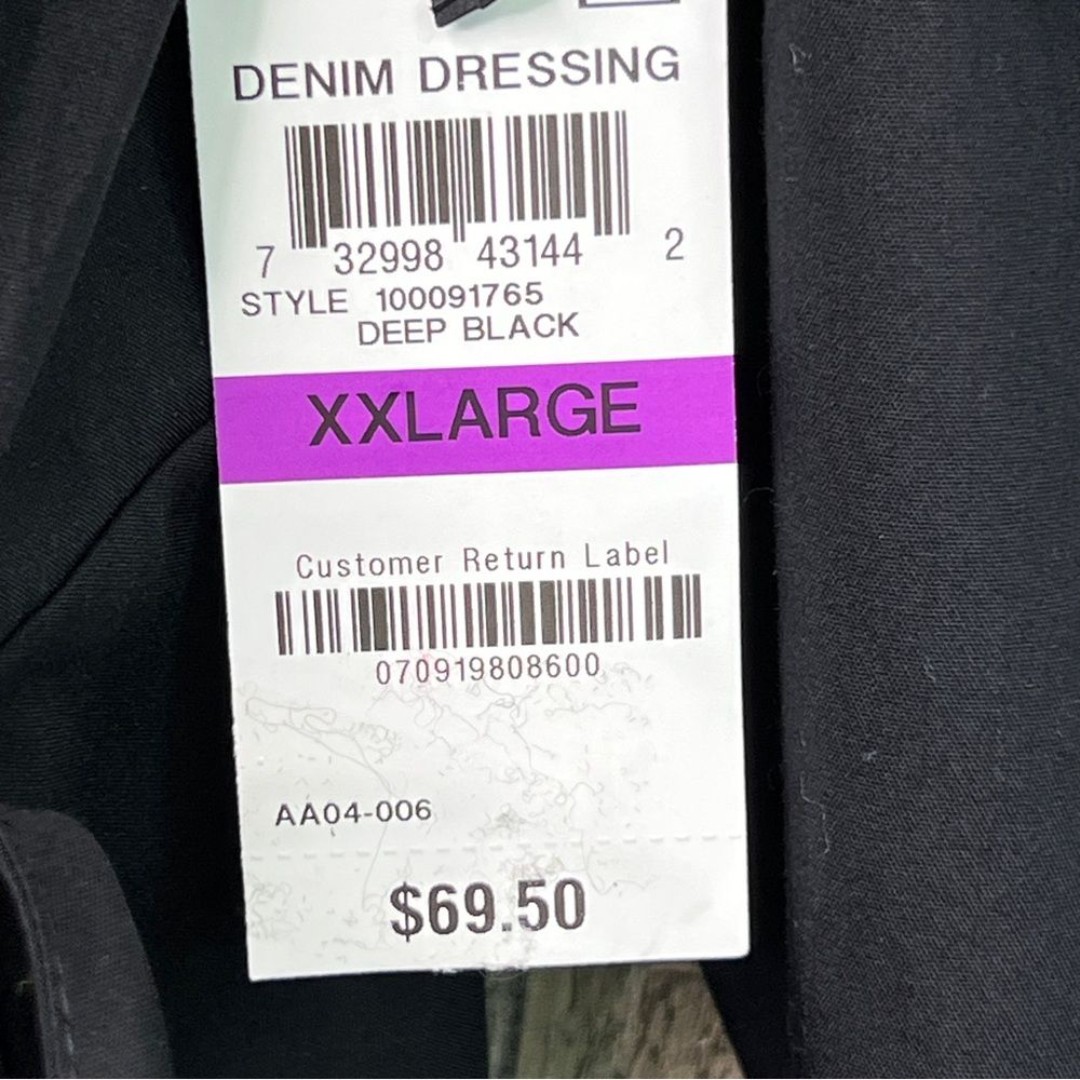 DENIM DRESSING
7 32998 43144 2
STYLE 100091765
DEEP BLACK
XXLARGE
Customer Return Label
070919808600
AA04-006
$69.50